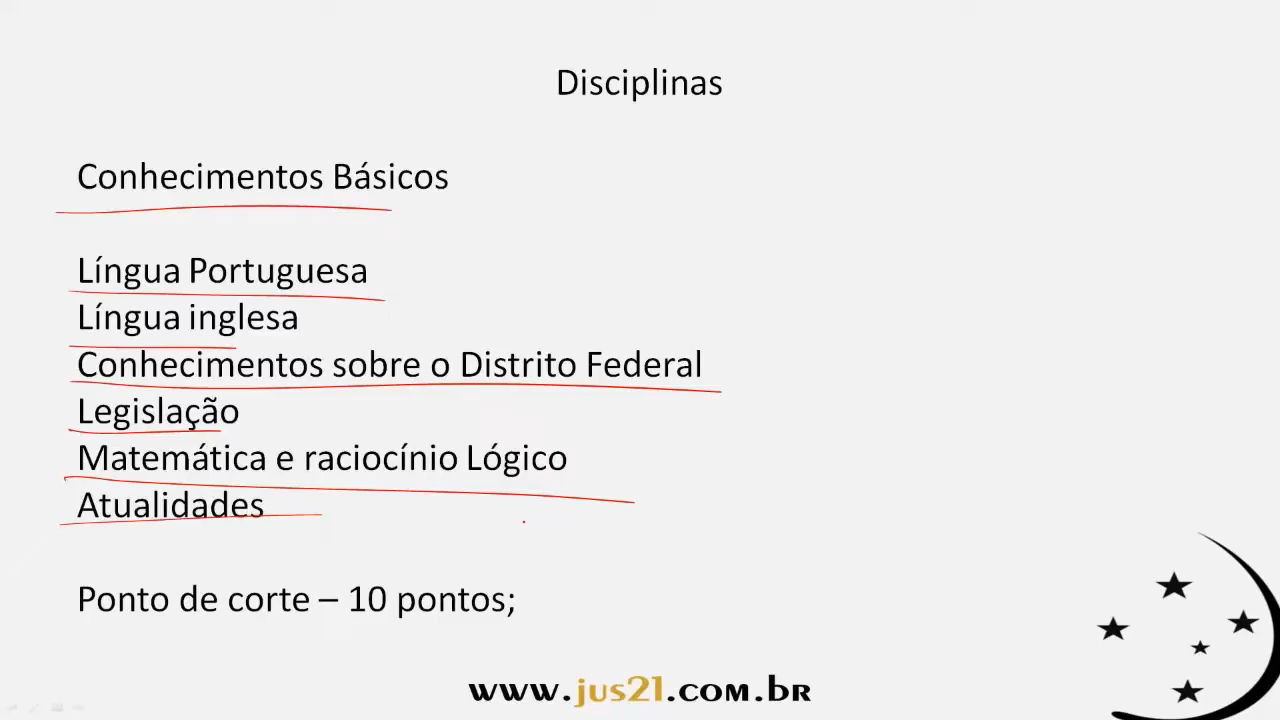 Disciplinas
Conhecimentos Básicos
Língua Portuguesa
Língua inglesa
Conhecimentos sobre o Distrito Federal
Legislação
Matemática e raciocínio Lógico
Atualidades
Ponto de corte – 10 pontos;
www.jus21.com.br